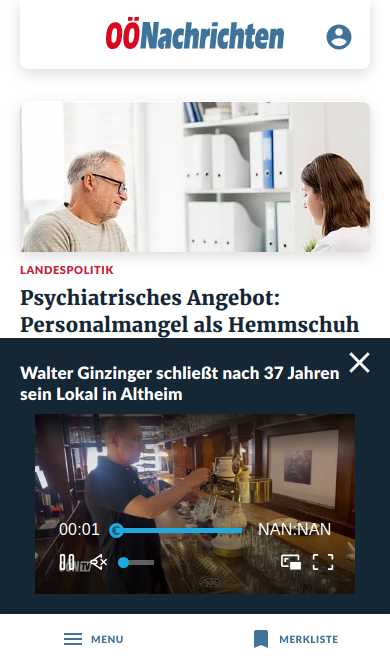 OÖNachrichten
LANDESPOLITIK
Psychiatrisches Angebot:
Personalmangel als Hemmschuh
Walter Ginzinger schließt nach 37 Jahren
sein Lokal in Altheim
00:01
NAN:NAN
MENU
MERKLISTE